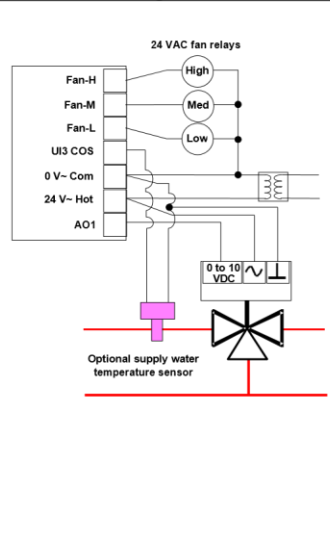 24 VAC fan relays
Fan-H
High
Fan-M
Med
Fan-L
Low
UI3 COS
0 V~ Com
24 V~ Hot
AO1
0 to 10
VDC
Optional supply water
temperature sensor